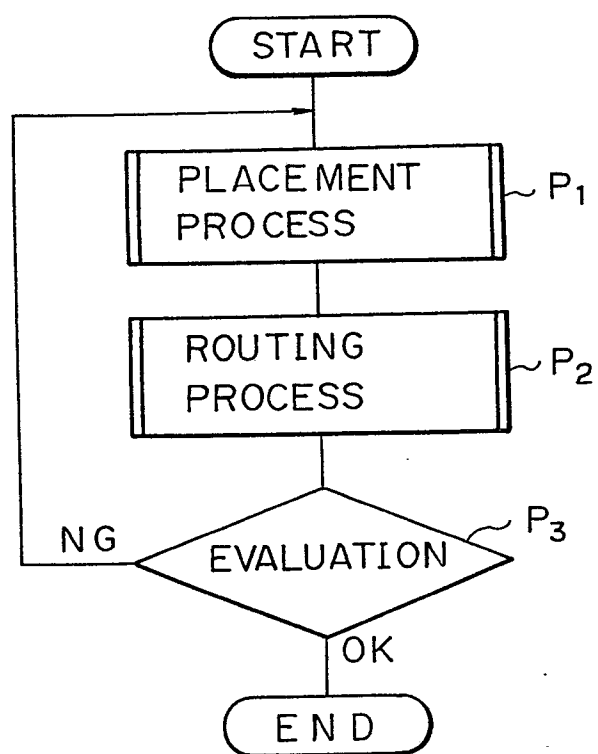 START
PLACEMENT
PROCESS
P1
ROUTING
PROCESS
P2
EVALUATION
P3
NG
OK
END